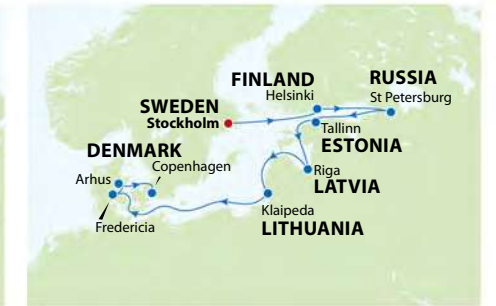 FINLAND
Helsinki
RUSSIA
St Petersburg
SWEDEN
Stockholm
Tallinn
ESTONIA
DENMARK
Copenhagen
Arhus
Riga
LATVIA
Klaipeda
LITHUANIA
Fredericia